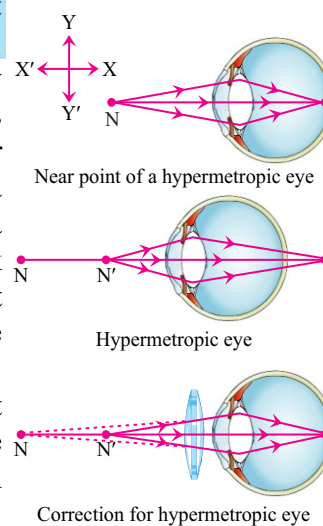 Y
X′ X
Y′
N
Near point of a hypermetropic eye
N N′
Hypermetropic eye
N N′
Correction for hypermetropic eye